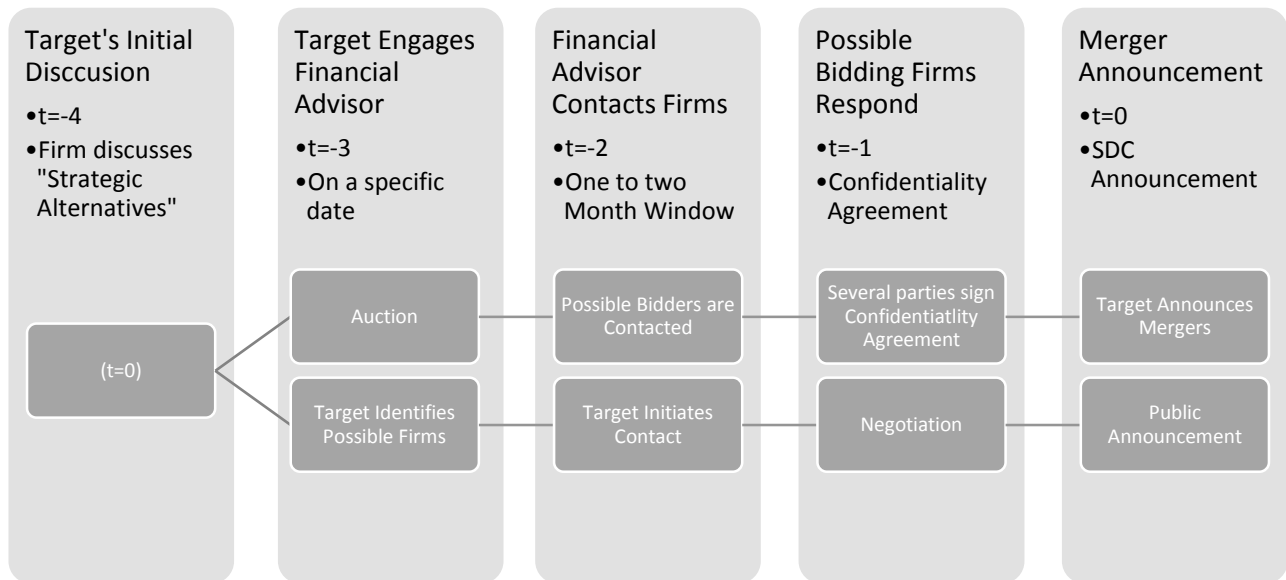 Target's Initial
Disccusion
•t=-4
•Firm discusses
"Strategic
Alternatives"
(t=0)
Target Engages
Financial
Advisor
•t=-3
•On a specific
date
Auction
Target Identifies
Possible Firms
Financial
Advisor
Contacts Firms
•t=-2
•One to two
Month Window
Possible Bidders are
Contacted
Target Initiates
Contact
Possible
Bidding Firms
Respond
•t=-1
•Confidentiality
Agreement
Several parties sign
Confidentiatlity
Agreement
Negotiation
Merger
Announcement
•t=0
•SDC
Announcement
Target Announces
Mergers
Public
Announcement